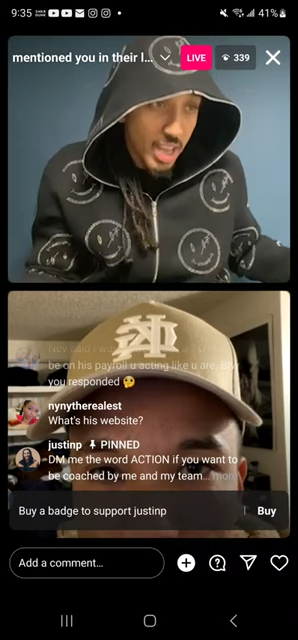 9:35
41%
mentioned you in their l...
LIVE
339
be on his payroll u acting like u are.
you responded 🤔
nynytherealest
What's his website?
justinp PINNED
DM me the word ACTION if you want to
be coached by me and my team... more
Buy a badge to support justinp
Buy
Add a comment...